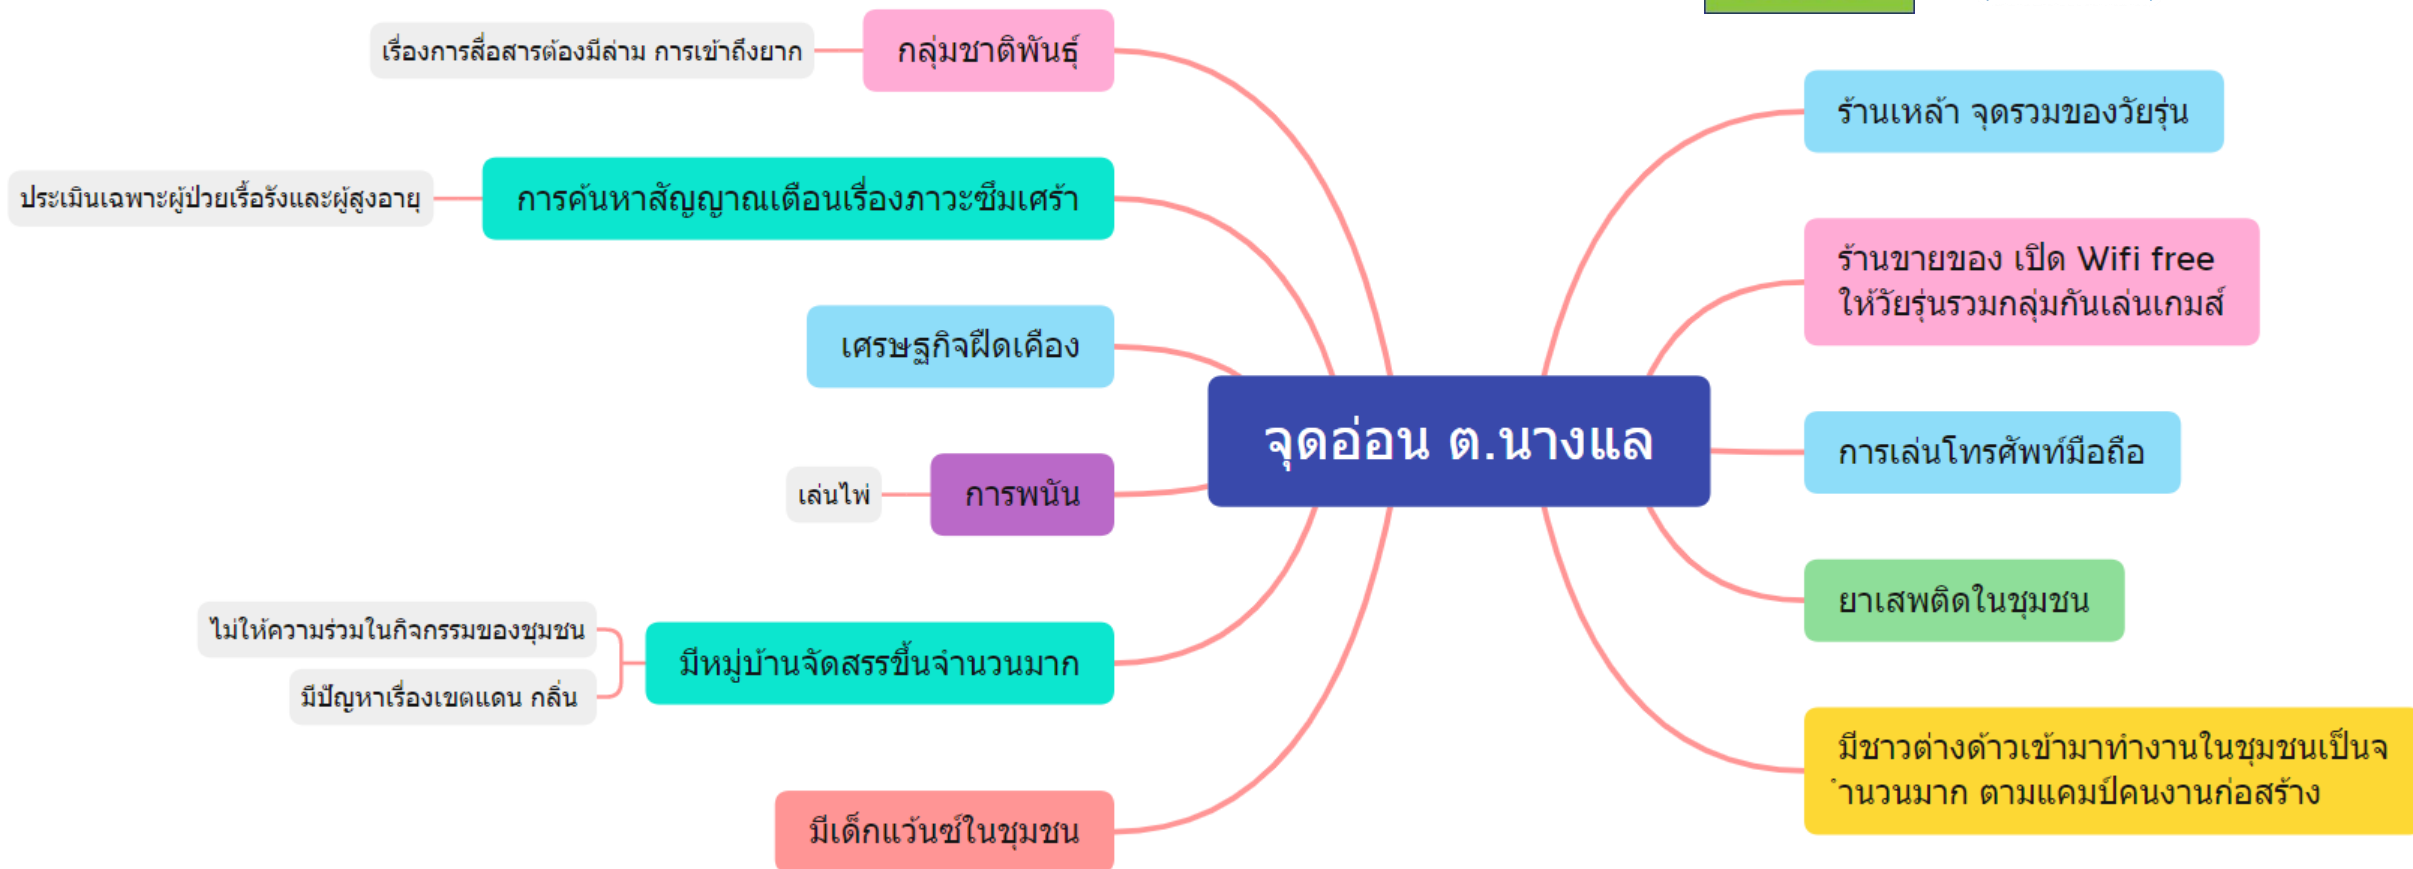 กลุ่มชาติพันธุ์
เรื่องการสื่อสารต้องมีล่าม การเข้าถึงยาก
การค้นหาสัญญาณเตือนเรื่องภาวะซึมเศร้า
ประเมินเฉพาะผู้ป่วยเรื้อรังและผู้สูงอายุ
เศรษฐกิจฝืดเคือง
การพนัน
เล่นไพ่
มีหมู่บ้านจัดสรรขึ้นจำนวนมาก
ไม่ให้ความร่วมในกิจกรรมของชุมชน
มีปัญหาเรื่องเขตแดน กลิ่น
มีเด็กแว้นซ์ในชุมชน
จุดอ่อน ต.นางแล
ร้านเหล้า จุดรวมของวัยรุ่น
ร้านขายของ เปิด Wifi free
ให้วัยรุ่นรวมกลุ่มกันเล่นเกมส์
การเล่นโทรศัพท์มือถือ
ยาเสพติดในชุมชน
มีชาวต่างด้าวเข้ามาทำงานในชุมชนเป็นจ
ำนวนมาก ตามแคมป์คนงานก่อสร้าง